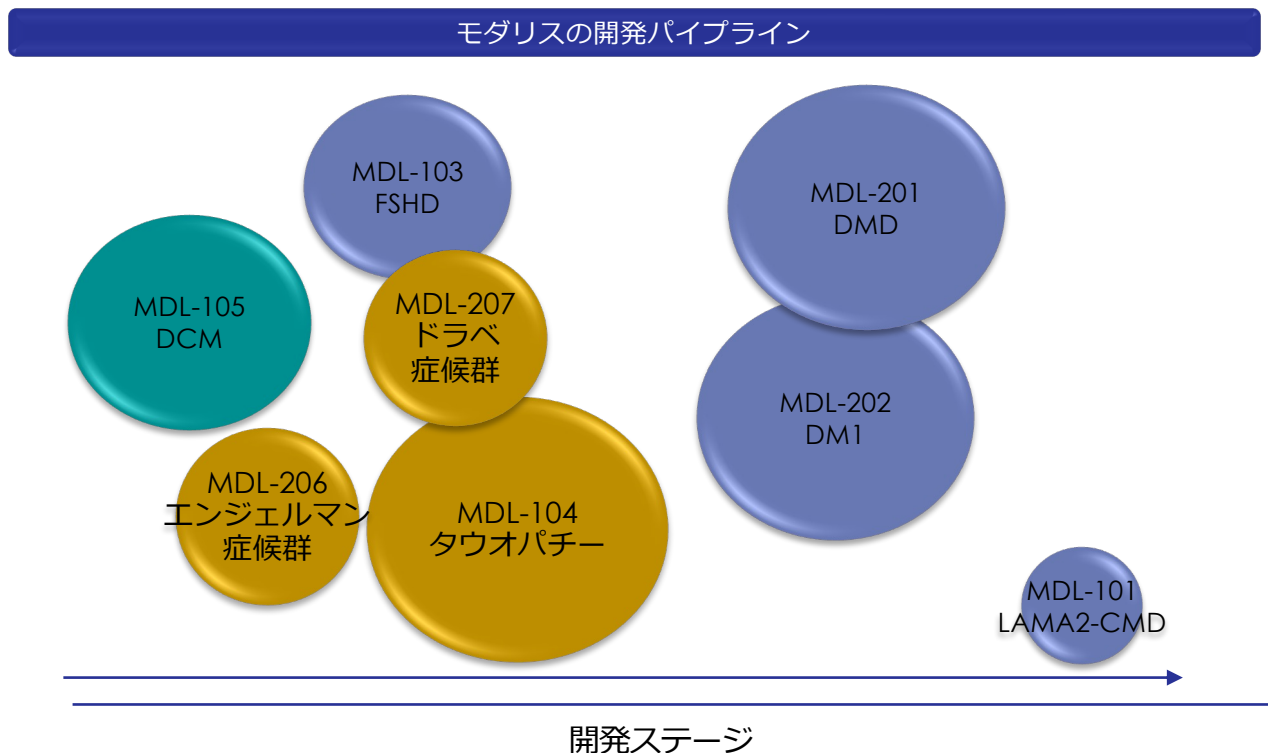 モダリスの開発パイプライン
MDL-103
FSHD
MDL-201
DMD
MDL-105
DCM
MDL-207
ドラベ
症候群
MDL-202
DM1
MDL-206
エンジェルマン
症候群
MDL-104
タウオパチー
MDL-101
LAMA2-CMD
開発ステージ